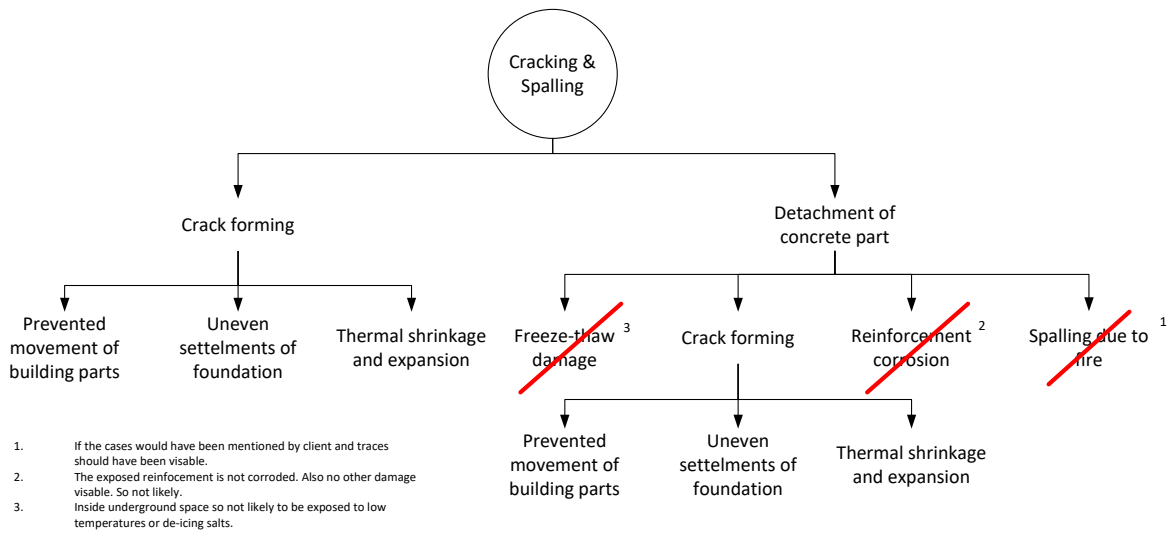 Cracking &
Spalling
Crack forming
Detachment of
concrete part
Prevented
movement of
building parts
Uneven
settelments of
foundation
Thermal shrinkage
and expansion
Freeze-thaw
damage
3
Crack forming
Reinforcement
corrosion
2
Spalling due to
fire
1
Prevented
movement of
building parts
Uneven
settelments of
foundation
Thermal shrinkage
and expansion
1. If the cases would have been mentioned by client and traces
should have been visable.
2. The exposed reinfocement is not corroded. Also no other damage
visable. So not likely.
3. Inside underground space so not likely to be exposed to low
temperatures or de-icing salts.